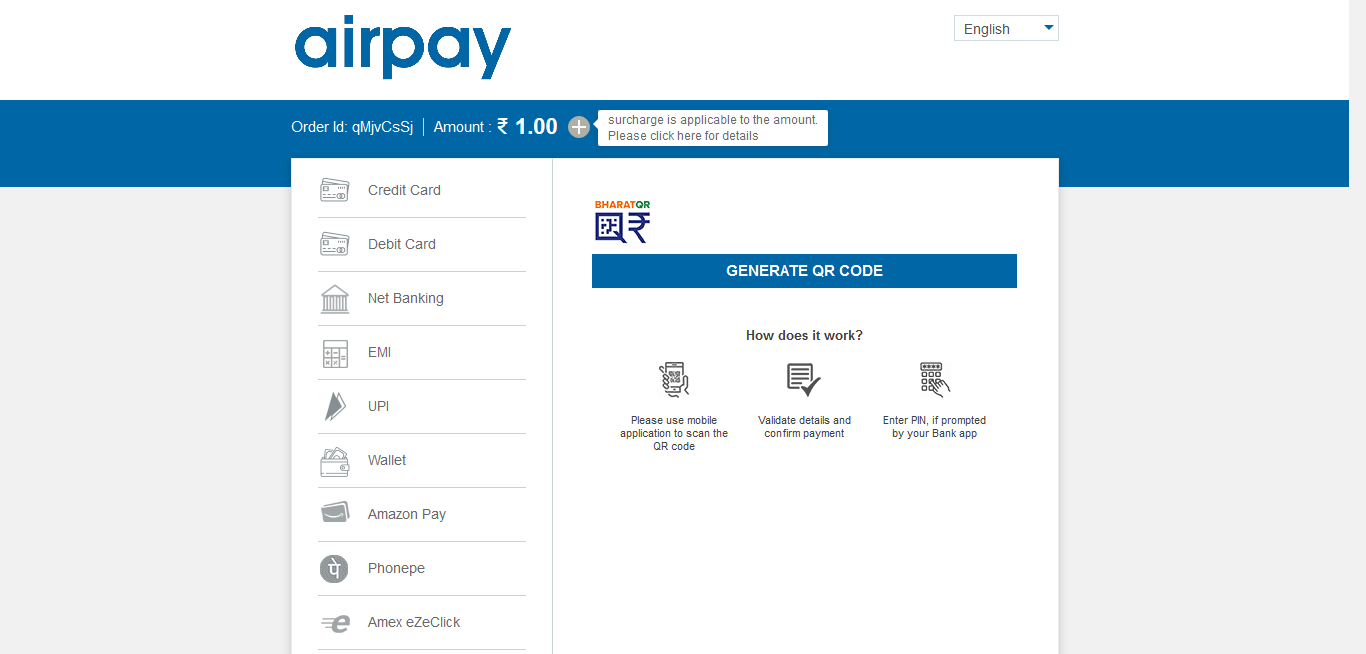 airpay
English
Order Id: qMjvCsSj
Amount : ₹ 1.00
surcharge is applicable to the amount.
Please click here for details
Credit Card
Debit Card
Net Banking
EMI
UPI
Wallet
Amazon Pay
पे
Phonepe
e
Amex eZeClick
BHARATQR
₹
GENERATE QR CODE
How does it work?
Please use mobile
application to scan the
QR code
Validate details and
confirm payment
Enter PIN, if prompted
by your Bank app